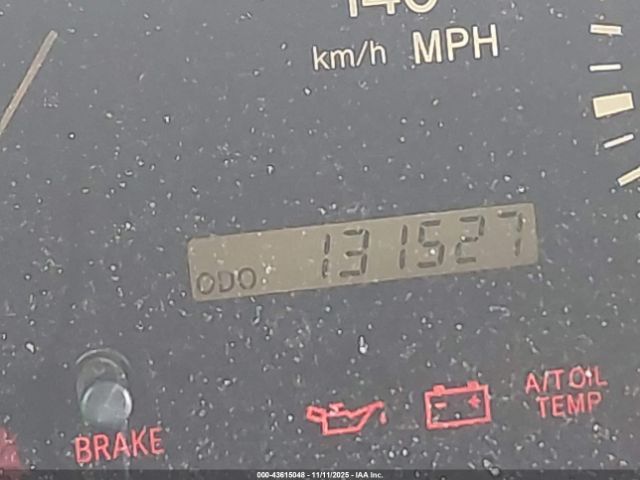 140
km/h MPH
ODO 131527
A/T OIL
TEMP
BRAKE
000-43615048 - 11/11/2025 - IAA Inc.